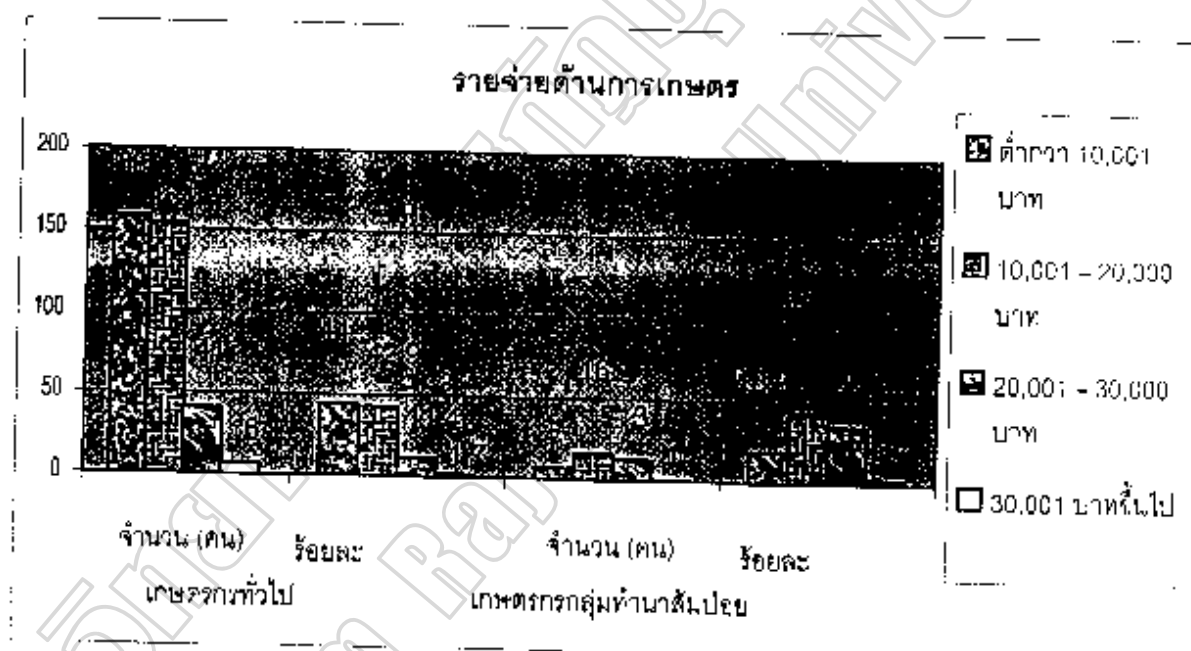 รายจ่ายด้านการเกษตร
200
150
100
50
0
จำนวน (คน)
ร้อยละ
จำนวน (คน)
ร้อยละ
เกษตรกรทั่วไป
เกษตรกรกลุ่มทำนาส้มป่อย
ต่ำกว่า 10,001
บาท
10,001 – 20,000
บาท
20,001 – 30,000
บาท
30,001 บาทขึ้นไป